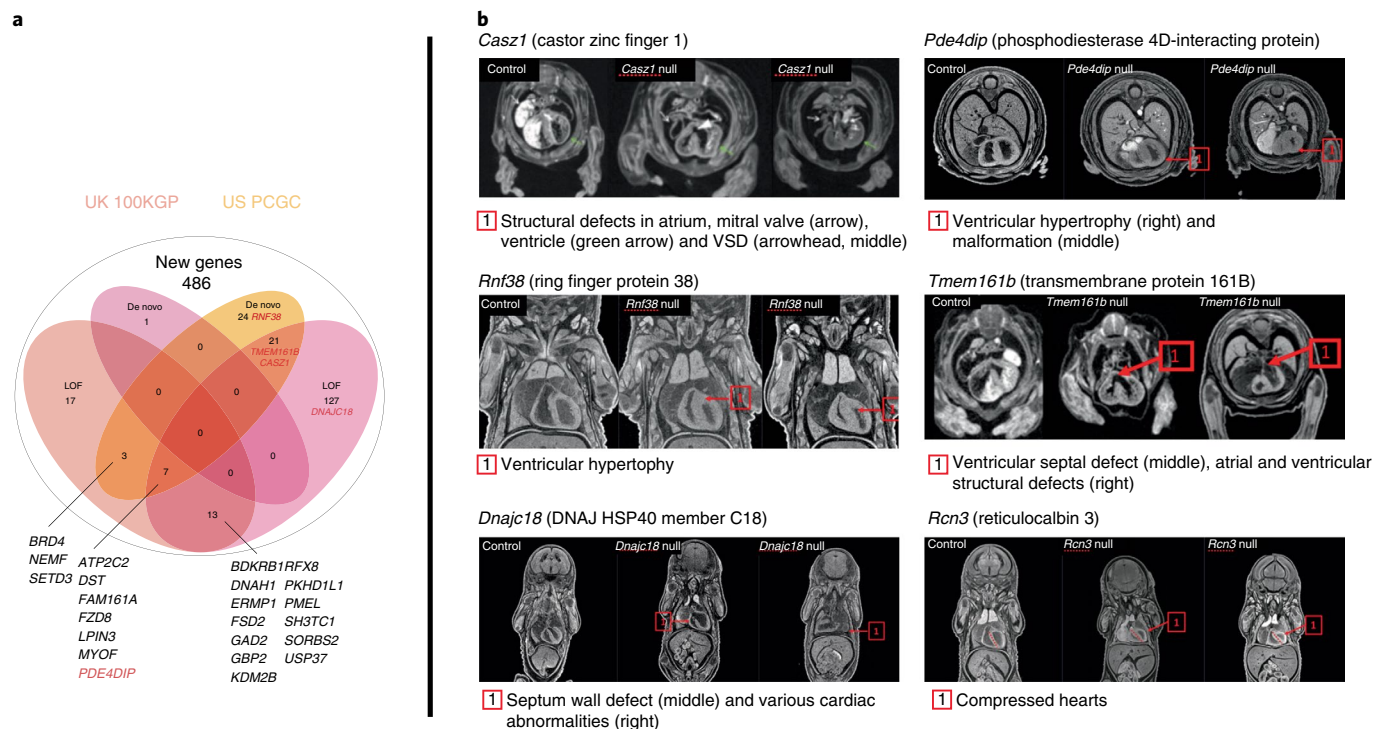 a
UK 100KGP
US PCGC
New genes
486
De novo
1
De novo
24 RNF38
0
21
TMEM161B
CASZ1
LOF
17
0
0
LOF
127
DNAJC18
0
3
7
0
0
13
BRD4
NEMF
SETD3
ATP2C2
DST
FAM161A
FZD8
LPIN3
MYOF
PDE4DIP
BDKRB1 RFX8
DNAH1 PKHD1L1
ERMP1 PMEL
FSD2 SH3TC1
GAD2 SORBS2
GBP2 USP37
KDM2B
b
Casz1 (castor zinc finger 1)
Control
Casz1 null
Casz1 null
1 Structural defects in atrium, mitral valve (arrow),
ventricle (green arrow) and VSD (arrowhead, middle)
Pde4dip (phosphodiesterase 4D-interacting protein)
Control
Pde4dip null
Pde4dip null
1
1
1 Ventricular hypertrophy (right) and
malformation (middle)
Rnf38 (ring finger protein 38)
Control
Rnf38 null
Rnf38 null
1
1
1 Ventricular hypertophy
Tmem161b (transmembrane protein 161B)
Control
Tmem161b null
Tmem161b null
1
1
1 Ventricular septal defect (middle), atrial and ventricular
structural defects (right)
Dnajc18 (DNAJ HSP40 member C18)
Control
Dnajc18 null
Dnajc18 null
1
1
1 Septum wall defect (middle) and various cardiac
abnormalities (right)
Rcn3 (reticulocalbin 3)
Control
Rcn3 null
Rcn3 null
1
1
1 Compressed hearts